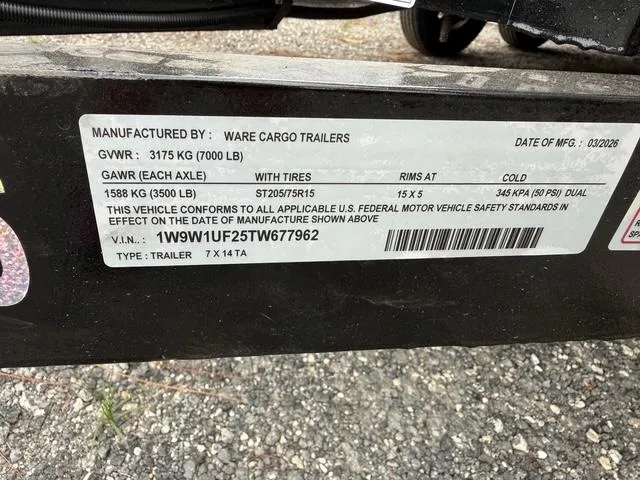 MANUFACTURED BY : WARE CARGO TRAILERS DATE OF MFG. : 03/2026
GVWR : 3175 KG (7000 LB)
GAWR (EACH AXLE) WITH TIRES RIMS AT COLD
1588 KG (3500 LB) ST205/75R15 15 X 5 345 KPA (50 PSI) DUAL
THIS VEHICLE CONFORMS TO ALL APPLICABLE U.S. FEDERAL MOTOR VEHICLE SAFETY STANDARDS IN
EFFECT ON THE DATE OF MANUFACTURE SHOWN ABOVE
V.I.N.. : 1W9W1UF25TW677962
TYPE : TRAILER 7 X 14 TA